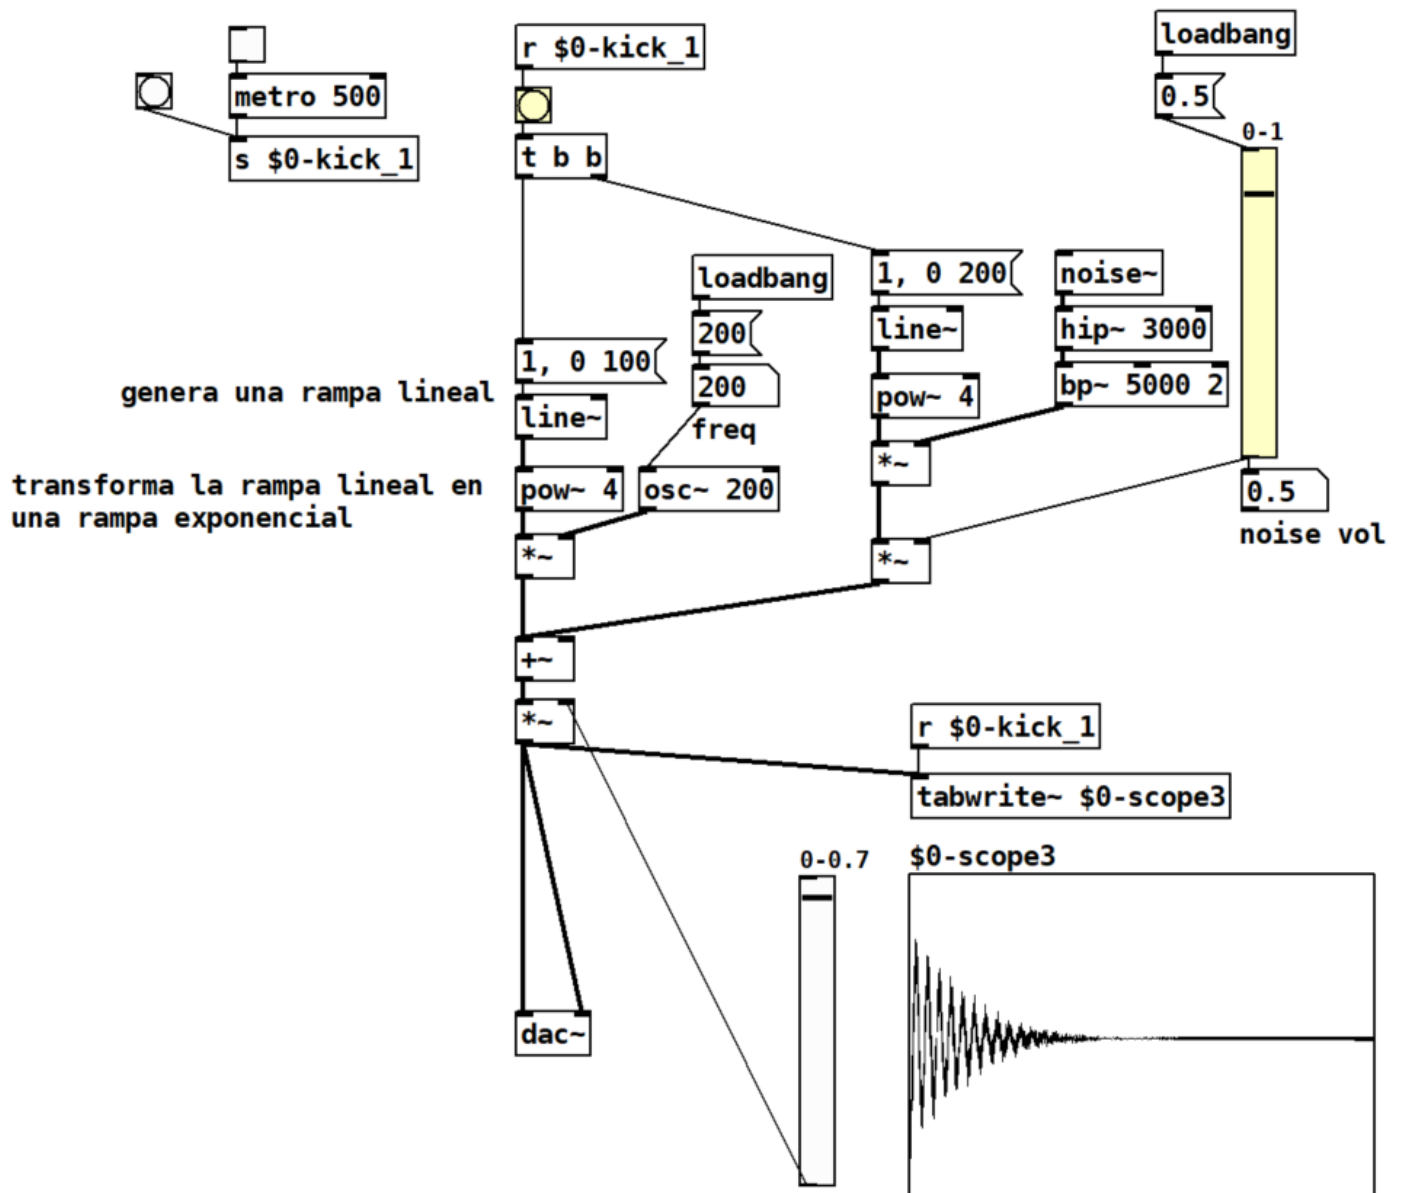 r $0-kick_1
loadbang
metro 500
0.5
0-1
s $0-kick_1
t b b
loadbang
1, 0 200
noise~
200
line~
hip~ 3000
1, 0 100
200
pow~ 4
bp~ 5000 2
genera una rampa lineal
line~
freq
*~
transforma la rampa lineal en
una rampa exponencial
pow~ 4
osc~ 200
0.5
noise vol
*~
*~
+~
*~
r $0-kick_1
tabwrite~ $0-scope3
0-0.7
$0-scope3
dac~